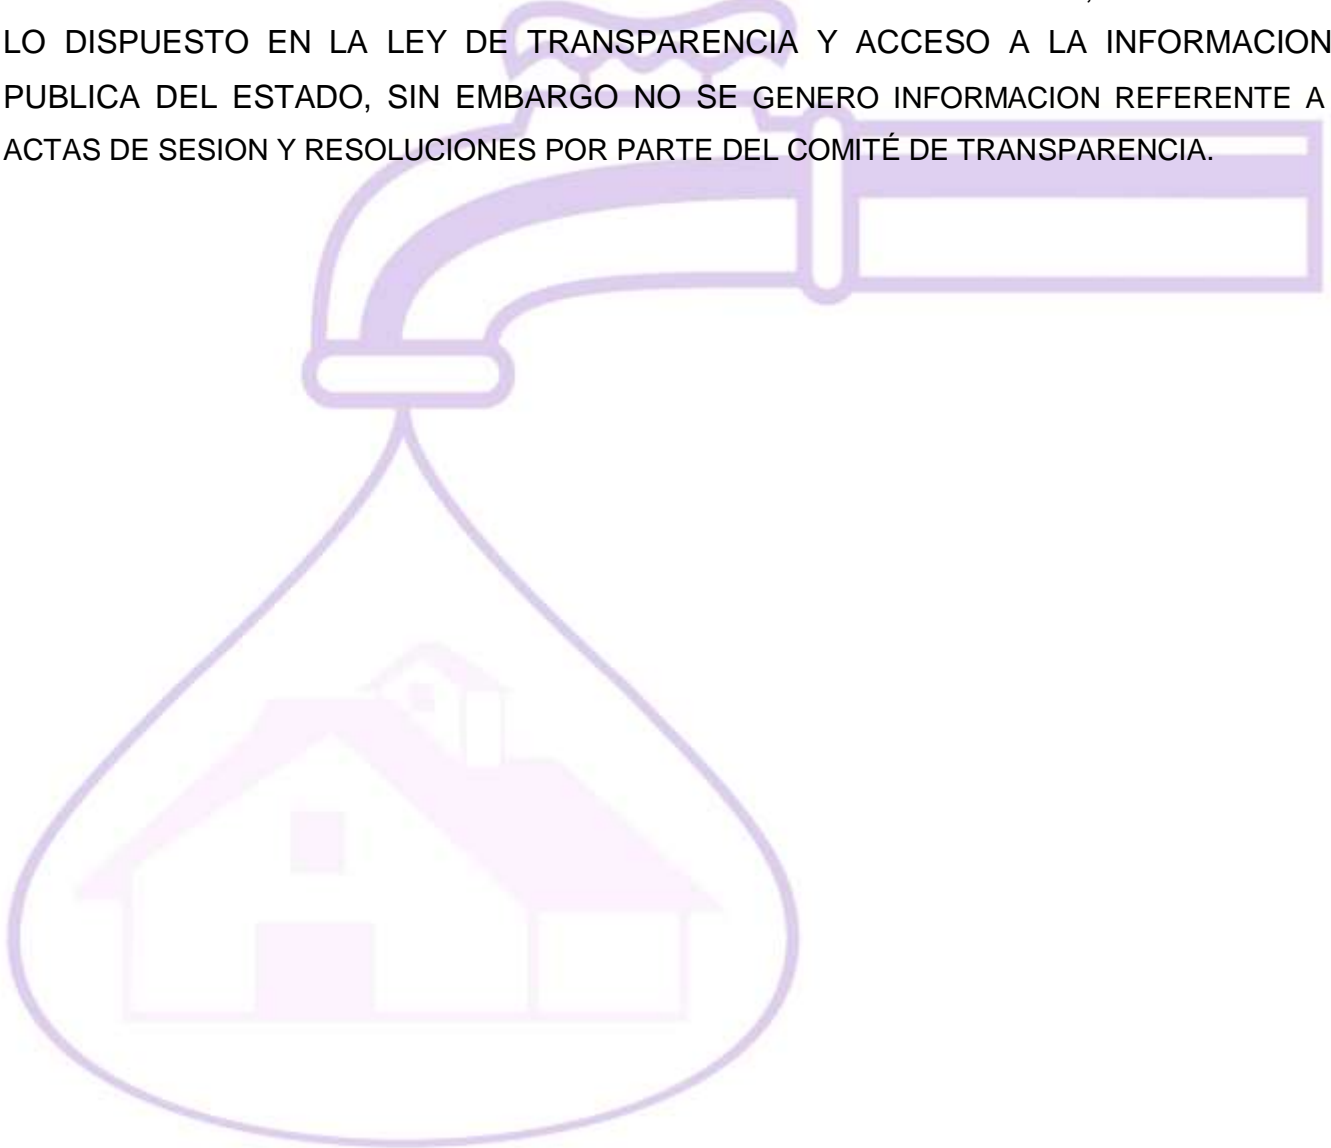 LO DISPUESTO EN LA LEY DE TRANSPARENCIA Y ACCESO A LA INFORMACION
PUBLICA DEL ESTADO, SIN EMBARGO NO SE GENERO INFORMACION REFERENTE A
ACTAS DE SESION Y RESOLUCIONES POR PARTE DEL COMITÉ DE TRANSPARENCIA.